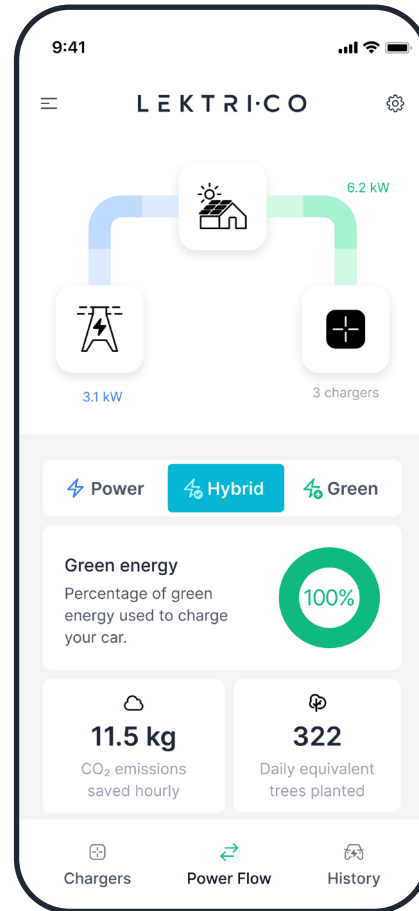 9:41
LEKTRI·CO
6.2 kW
3.1 kW
3 chargers
Power
Hybrid
Green
Green energy
Percentage of green
energy used to charge
your car.
100%
11.5 kg
CO₂ emissions
saved hourly
322
Daily equivalent
trees planted
Chargers
Power Flow
History